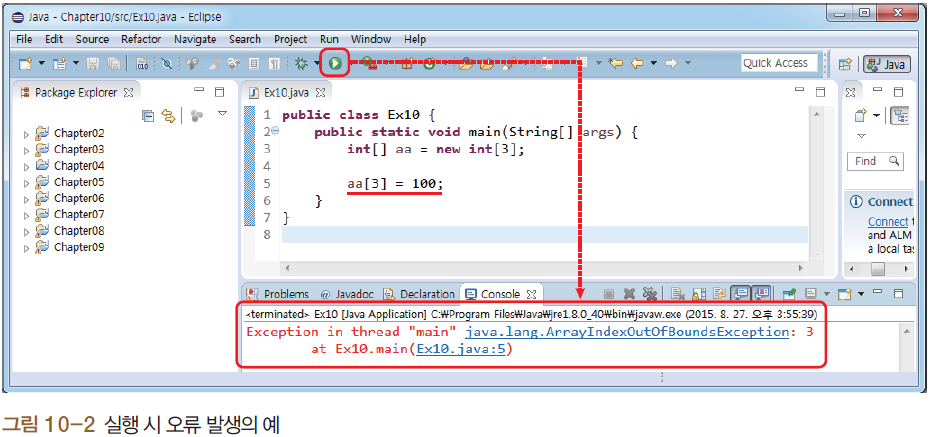 Java - Chapter10/src/Ex10.java - Eclipse
File Edit Source Refactor Navigate Search Project Run Window Help
Quick Access
Java
Package Explorer
Chapter02
Chapter03
Chapter04
Chapter05
Chapter06
Chapter07
Chapter08
Chapter09
Ex10.java
1 public class Ex10 {
2 public static void main(String[] args) {
3 int[] aa = new int[3];
4
5 aa[3] = 100;
6 }
7 }
8
Find
Connect
Connect t
and ALM
a local tas
Problems @ Javadoc Declaration Console
<terminated> Ex10 [Java Application] C:₩Program Files₩Java₩jre1.8.0_40₩bin₩javaw.exe (2015. 8. 27. 오후 3:55:39)
Exception in thread "main" java.lang.ArrayIndexOutOfBoundsException: 3
at Ex10.main(Ex10.java:5)
그림 10-2 실행 시 오류 발생의 예